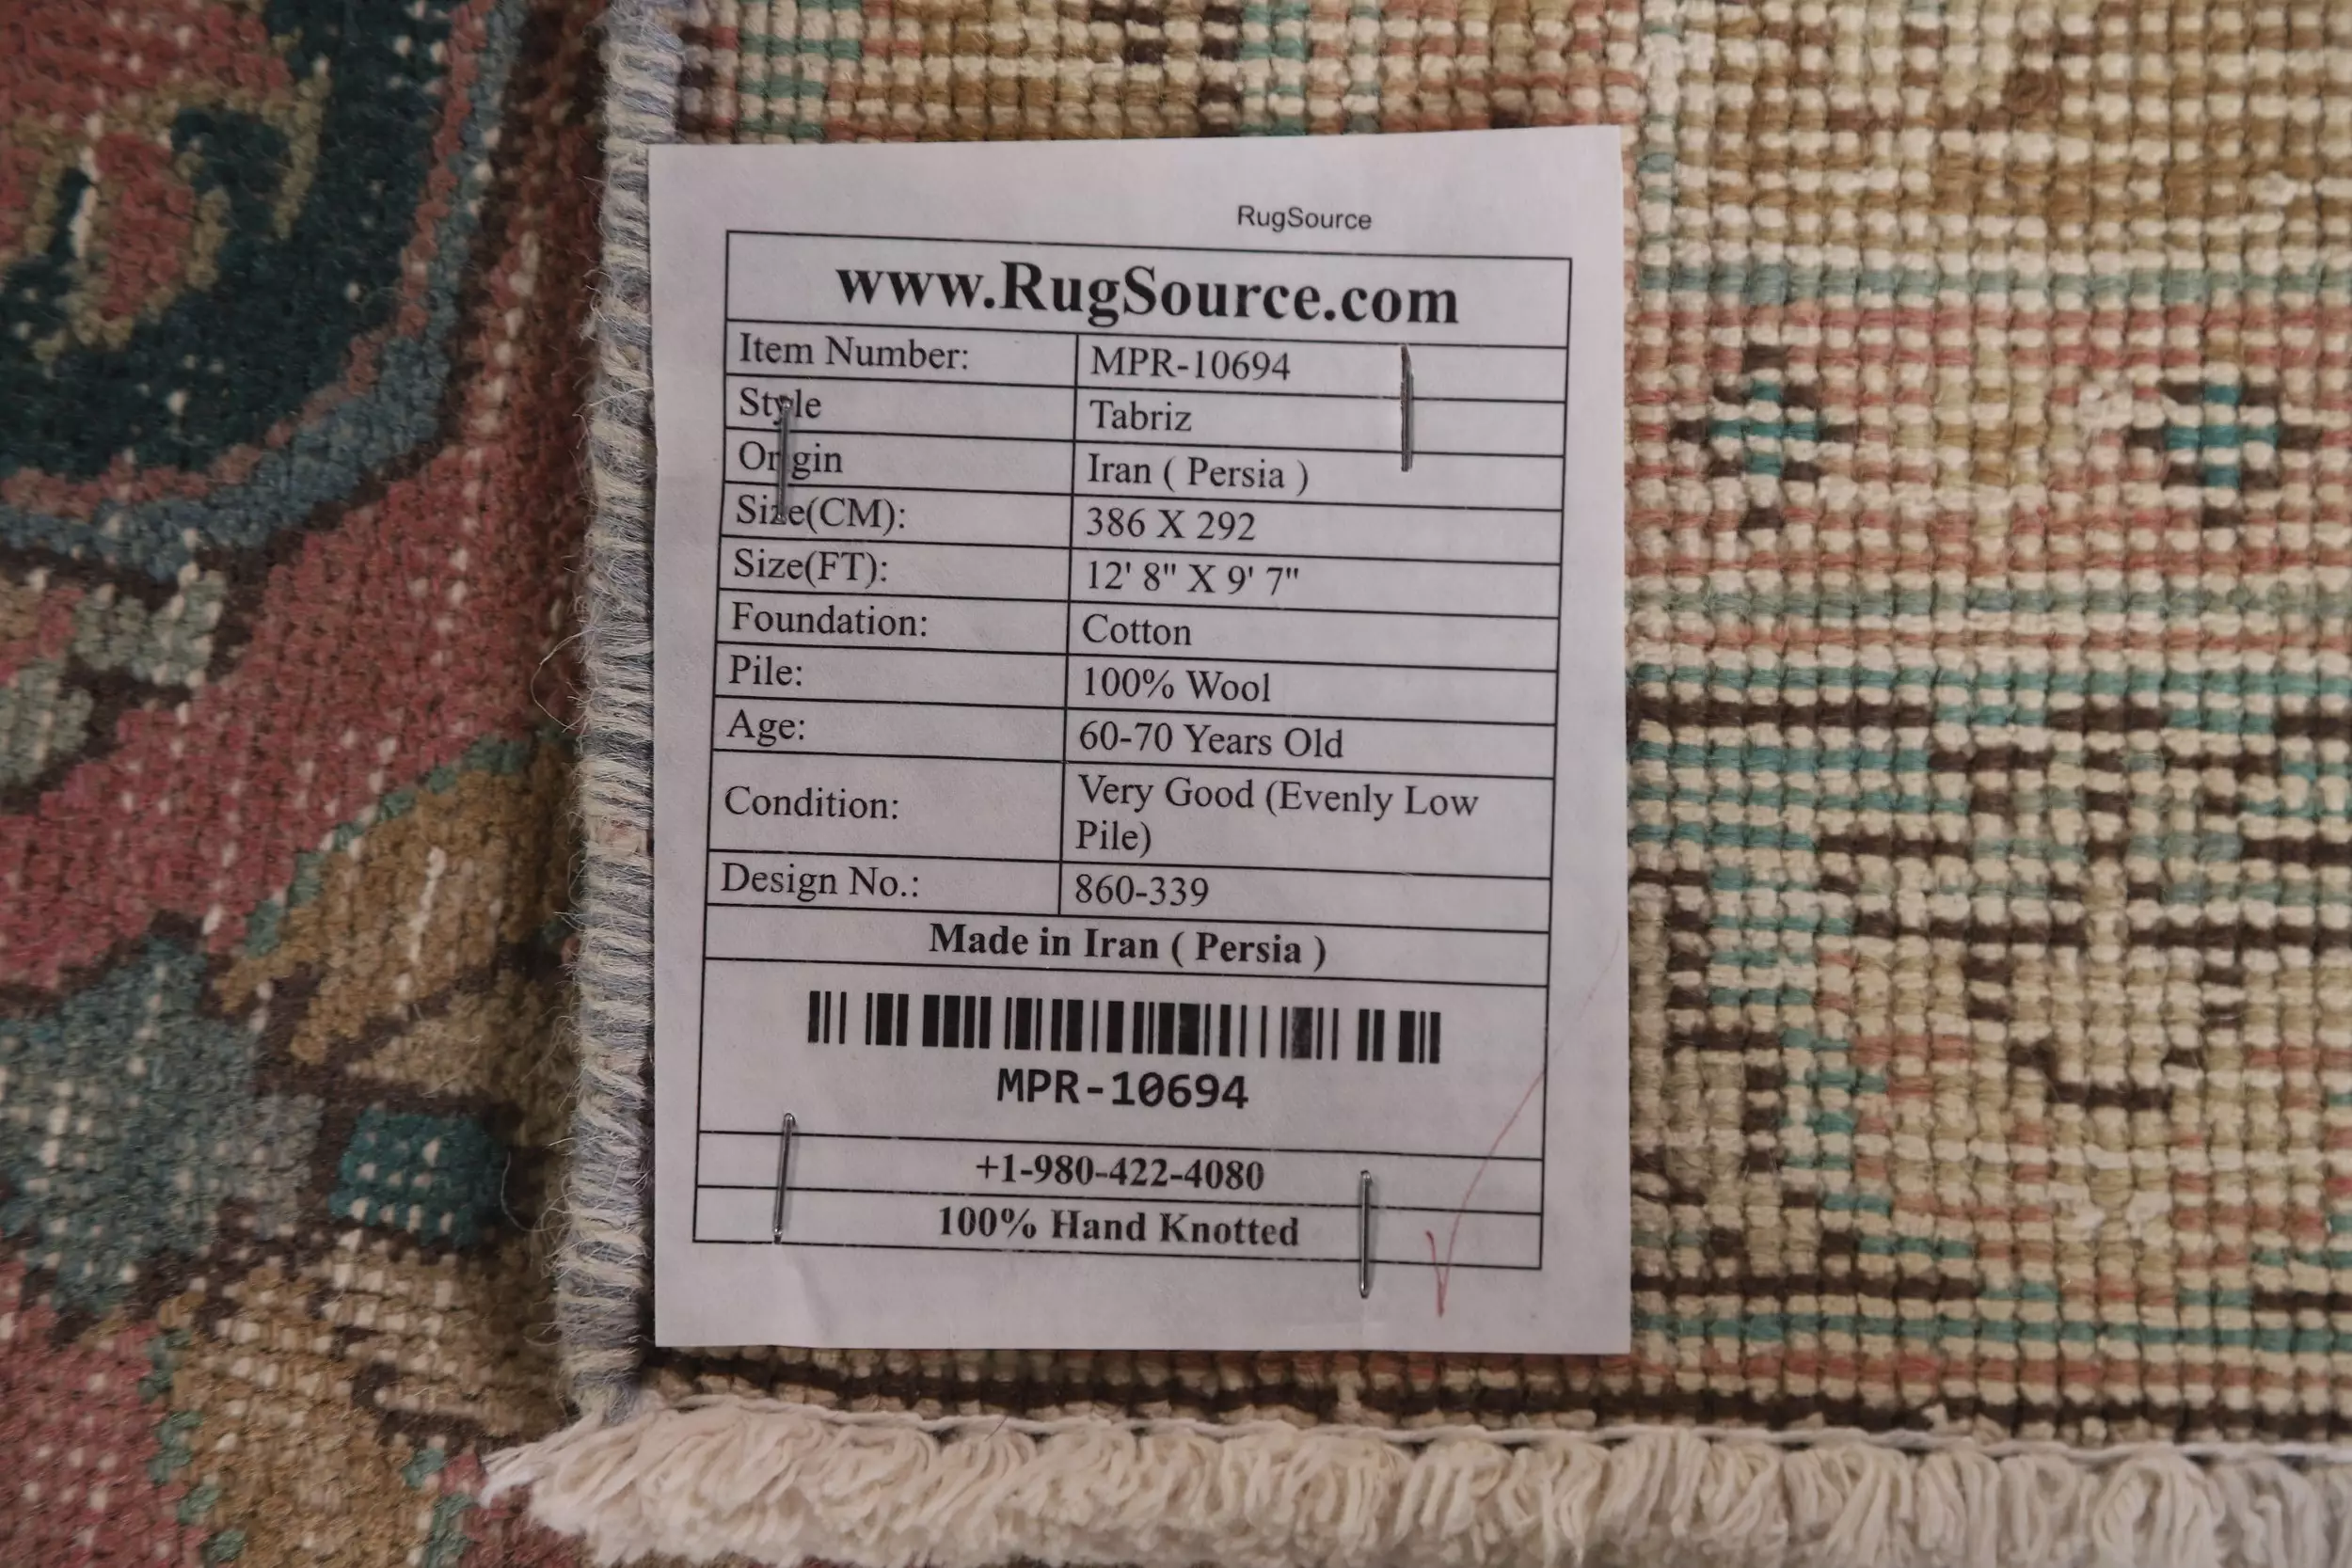 RugSource
www.RugSource.com
Item Number: MPR-10694
Style Tabriz
Origin Iran ( Persia )
Size(CM): 386 X 292
Size(FT): 12' 8" X 9' 7"
Foundation: Cotton
Pile: 100% Wool
Age: 60-70 Years Old
Condition: Very Good (Evenly Low
Pile)
Design No.: 860-339
Made in Iran ( Persia )
MPR-10694
+1-980-422-4080
100% Hand Knotted